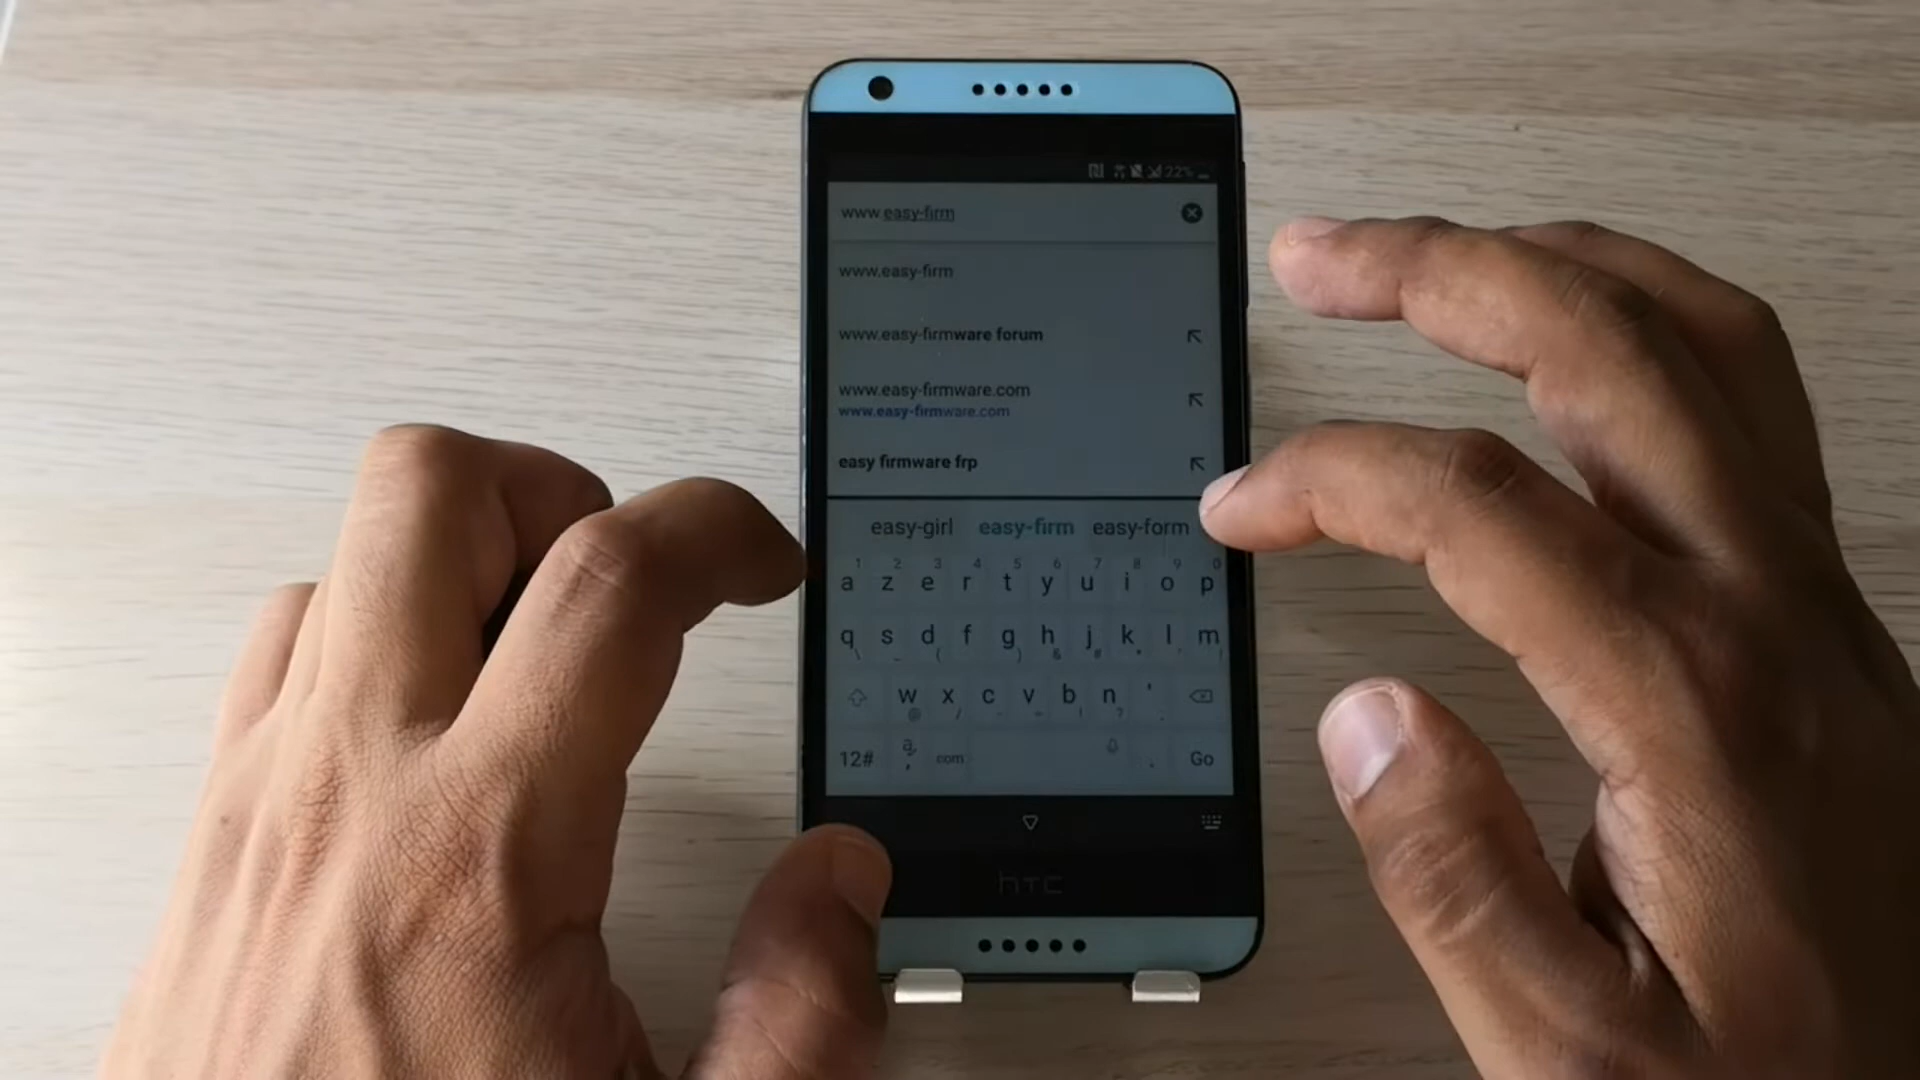 22%
www.easy-firm
www.easy-firm
www.easy-firmware forum
www.easy-firmware.com
www.easy-firmware.com
easy firmware frp
easy-girl easy-firm easy-form
1 2 3 4 5 6 7 8 9 0
a z e r t y u i o p
q s d f g h j k l m
w x c v b n '
12# com Go
htc